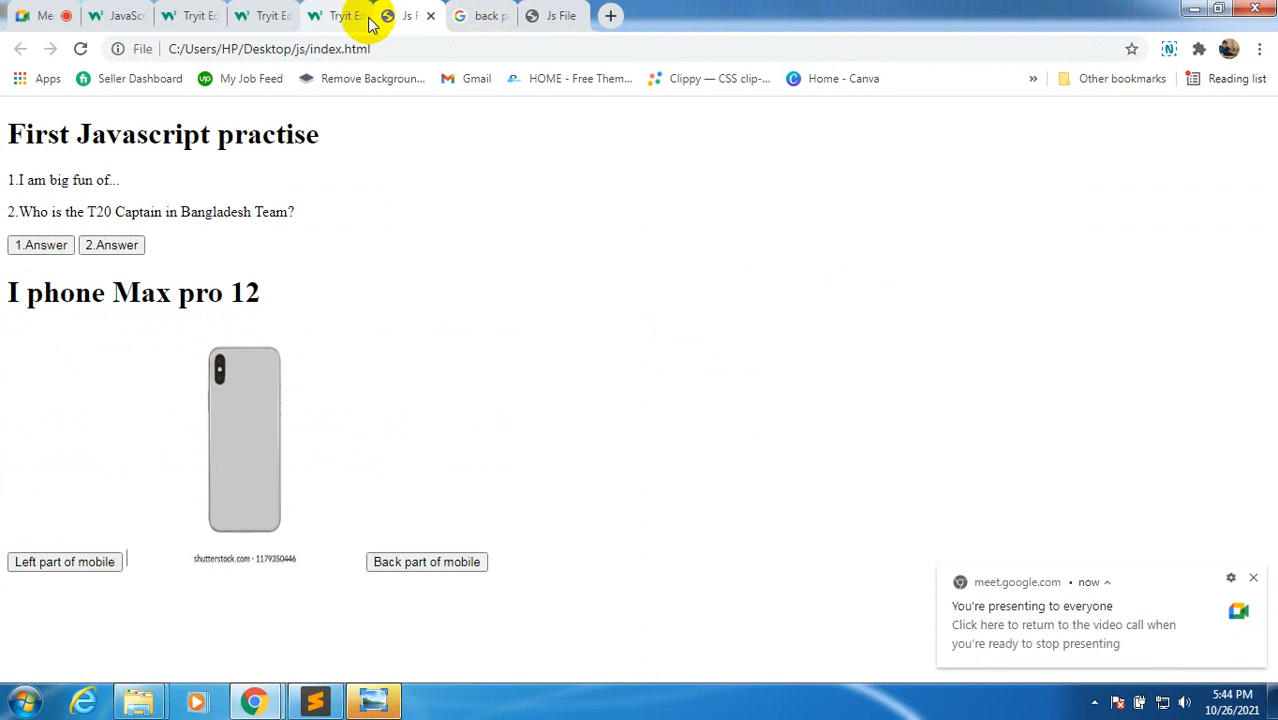 Me
JavaSc
Tryit Ec
Tryit Ec
Tryit Ec
Js F
back p
Js File
File
C:/Users/HP/Desktop/js/index.html
Apps
Seller Dashboard
My Job Feed
Remove Backgroun...
Gmail
HOME - Free Them...
Clippy — CSS clip-...
Home - Canva
»
Other bookmarks
Reading list
First Javascript practise
1.I am big fun of...
2.Who is the T20 Captain in Bangladesh Team?
1.Answer
2.Answer
I phone Max pro 12
shutterstock.com · 1179350446
Left part of mobile
Back part of mobile
meet.google.com • now
You're presenting to everyone
Click here to return to the video call when
you're ready to stop presenting
5:44 PM
10/26/2021